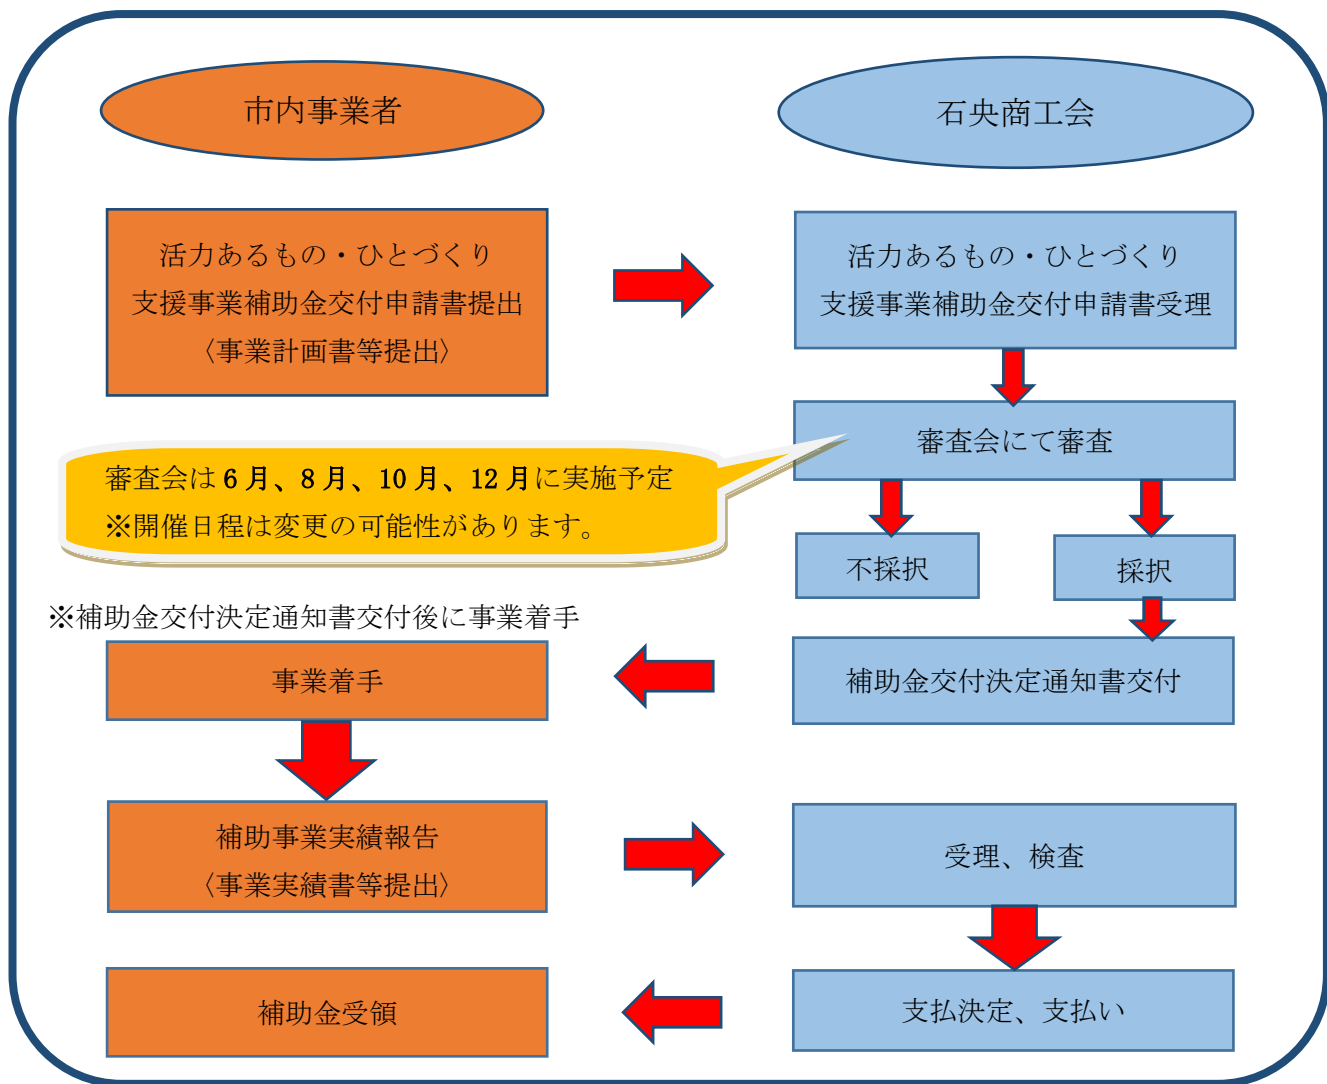 市内事業者
石央商工会
活力あるもの・ひとづくり
支援事業補助金交付申請書提出
〈事業計画書等提出〉
活力あるもの・ひとづくり
支援事業補助金交付申請書受理
審査会にて審査
審査会は 6 月、8 月、10 月、12 月に実施予定
※開催日程は変更の可能性があります。
不採択
採択
※補助金交付決定通知書交付後に事業着手
事業着手
補助金交付決定通知書交付
補助事業実績報告
〈事業実績書等提出〉
受理、検査
補助金受領
支払決定、支払い